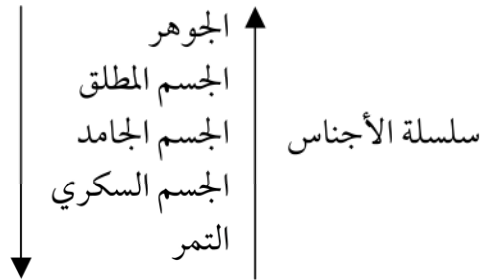 الجوهر
الجسم المطلق
الجسم الجامد
سلسلة الأجناس
الجسم السكري
التمر